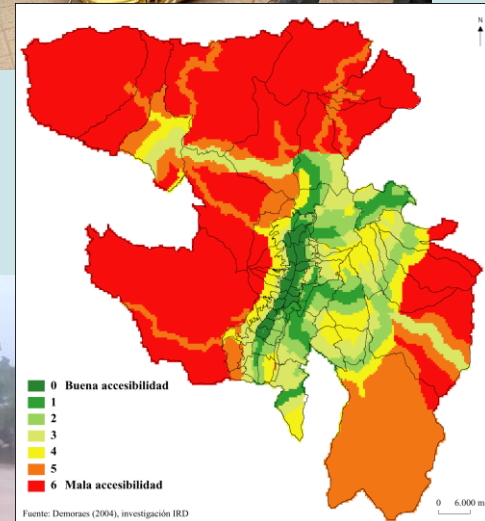 N
0 Buena accesibilidad
1
2
3
4
5
6 Mala accesibilidad
0 6.000 m
Fuente: Demoraes (2004), investigación IRD